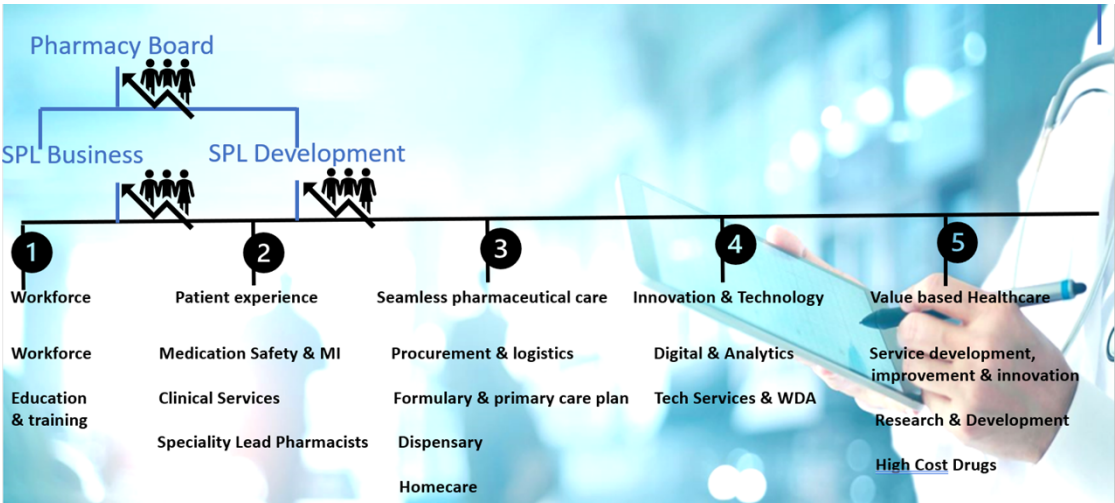 Pharmacy Board
SPL Business
SPL Development
1
2
3
4
5
Workforce
Patient experience
Seamless pharmaceutical care
Innovation & Technology
Value based Healthcare
Workforce
Medication Safety & MI
Procurement & logistics
Digital & Analytics
Service development,
improvement & innovation
Education
& training
Clinical Services
Formulary & primary care plan
Tech Services & WDA
Research & Development
Speciality Lead Pharmacists
Dispensary
High Cost Drugs
Homecare